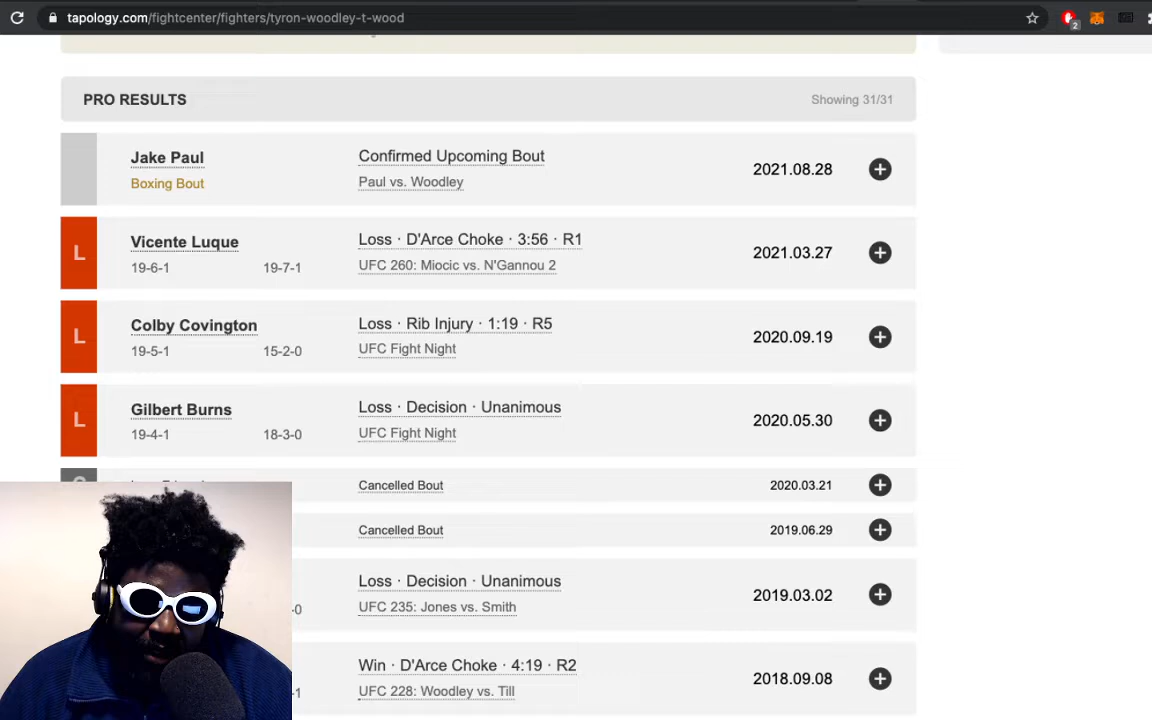 tapology.com/fightcenter/fighters/tyron-woodley-t-wood
2
PRO RESULTS
Showing 31/31
Jake Paul
Confirmed Upcoming Bout
2021.08.28
Boxing Bout
Paul vs. Woodley
L
Vicente Luque
Loss · D'Arce Choke · 3:56 · R1
2021.03.27
19-6-1
19-7-1
UFC 260: Miocic vs. N'Gannou 2
L
Colby Covington
Loss · Rib Injury · 1:19 · R5
2020.09.19
19-5-1
15-2-0
UFC Fight Night
L
Gilbert Burns
Loss · Decision · Unanimous
2020.05.30
19-4-1
18-3-0
UFC Fight Night
Cancelled Bout
2020.03.21
Cancelled Bout
2019.06.29
Loss · Decision · Unanimous
2019.03.02
-0
UFC 235: Jones vs. Smith
Win · D'Arce Choke · 4:19 · R2
2018.09.08
-1
UFC 228: Woodley vs. Till